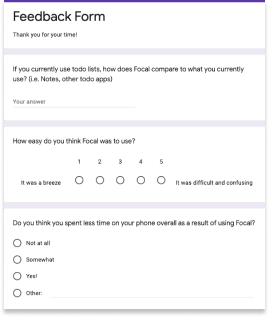 Feedback Form
Thank you for your time!
If you currently use todo lists, how does Focal compare to what you currently
use? (i.e. Notes, other todo apps)
Your answer
How easy do you think Focal was to use?
1 2 3 4 5
It was a breeze It was difficult and confusing
Do you think you spent less time on your phone overall as a result of using Focal?
Not at all
Somewhat
Yes!
Other: